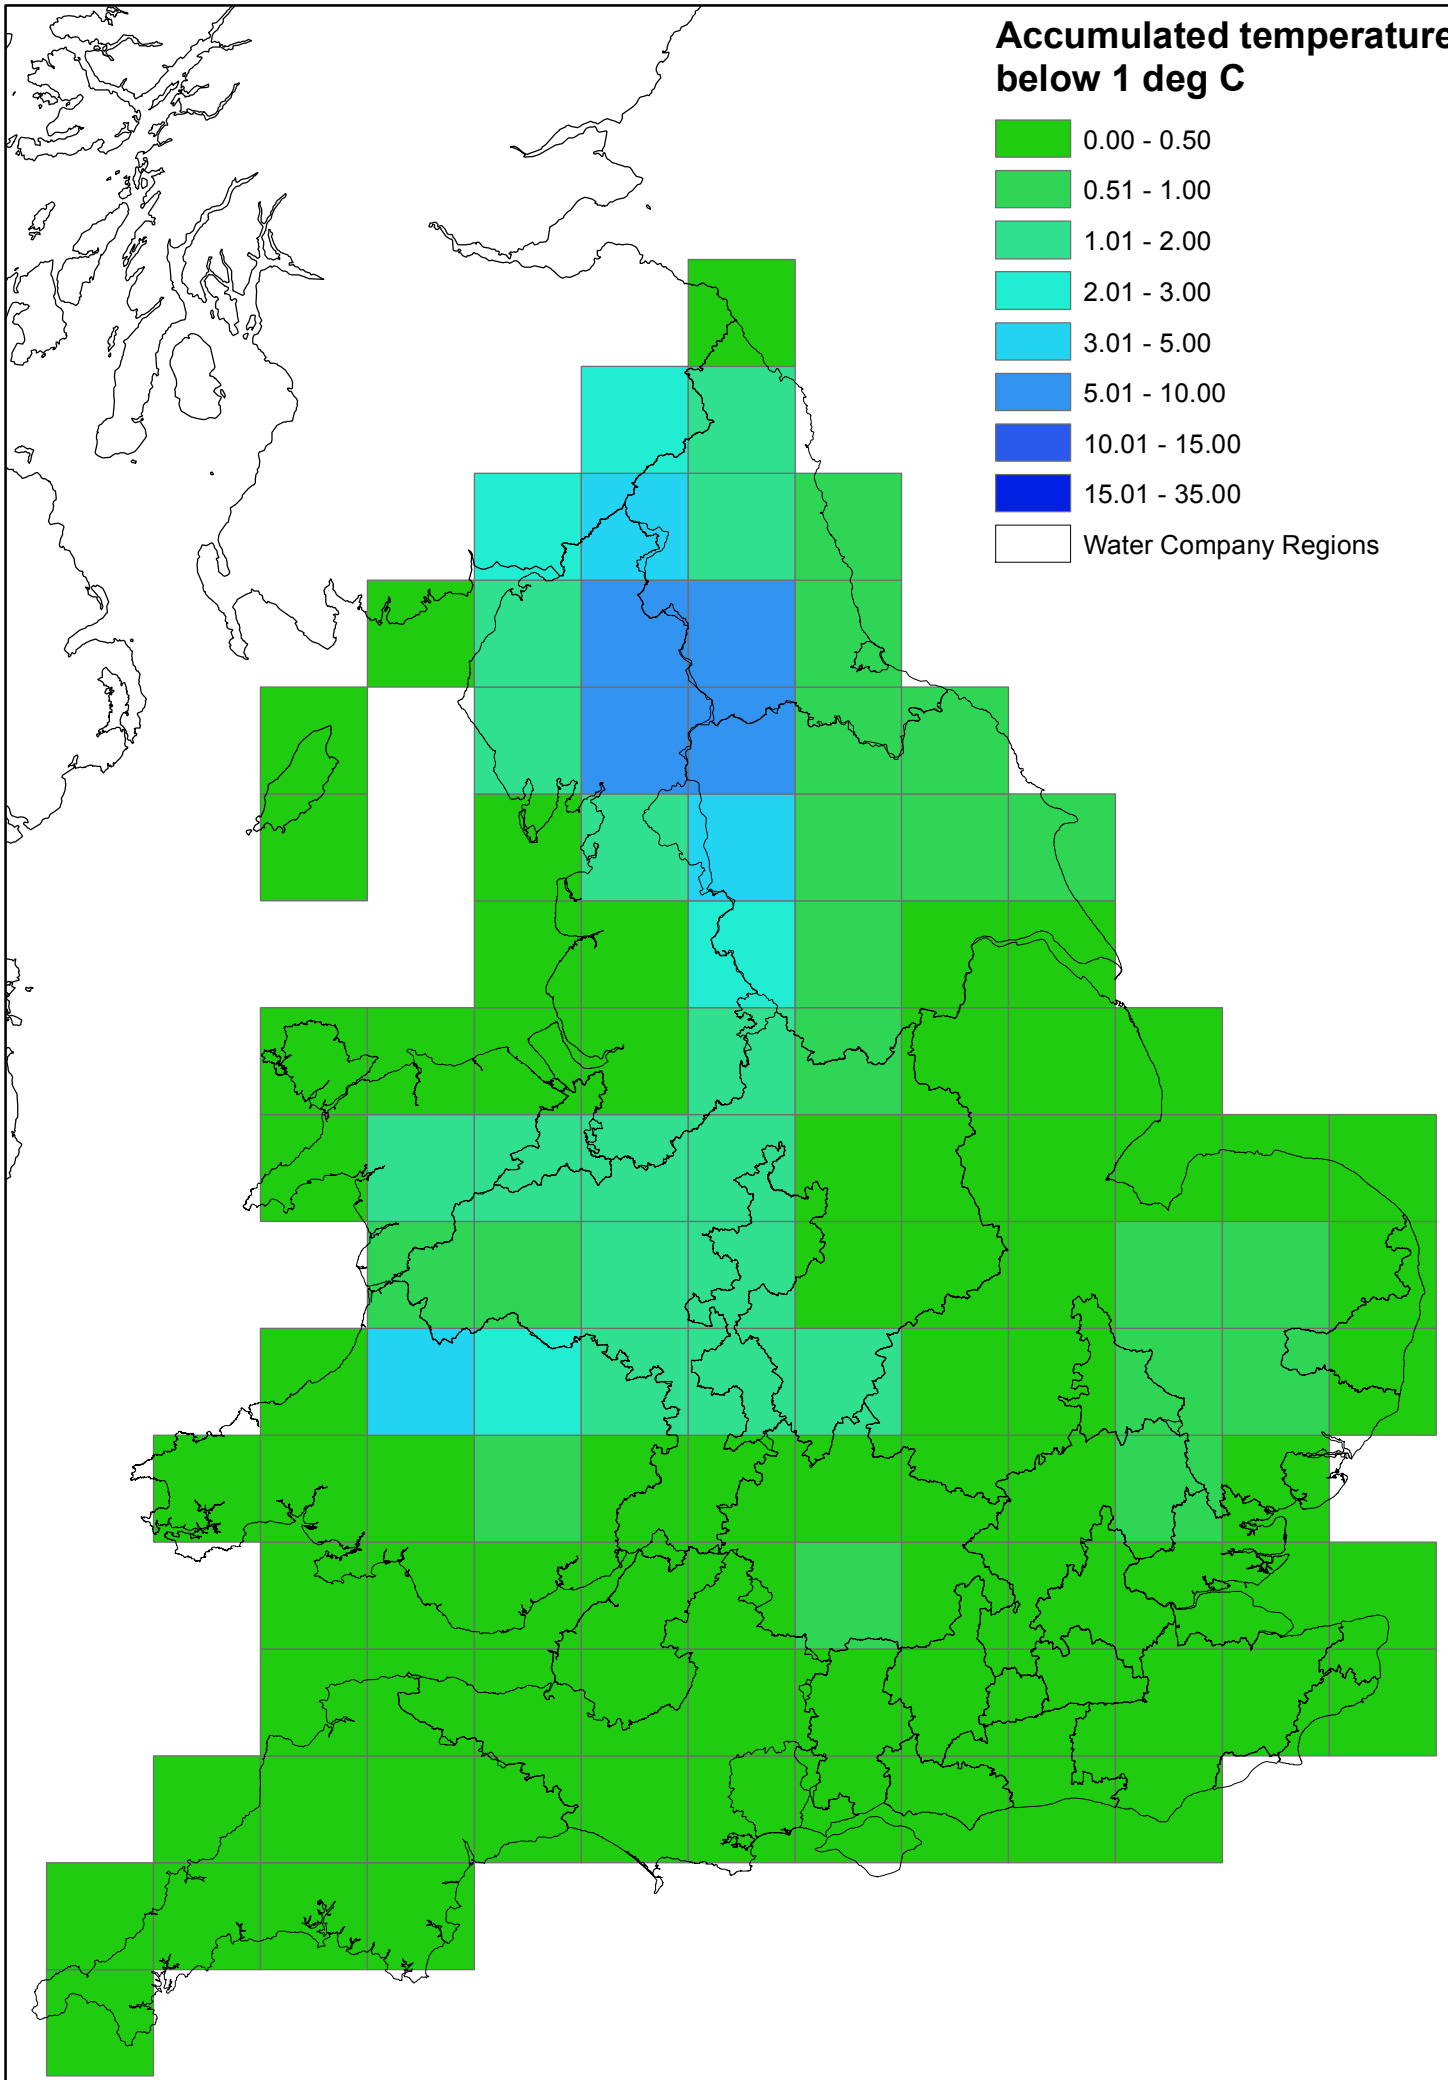 Accumulated temperature
below 1 deg C
0.00 - 0.50
0.51 - 1.00
1.01 - 2.00
2.01 - 3.00
3.01 - 5.00
5.01 - 10.00
10.01 - 15.00
15.01 - 35.00
Water Company Regions